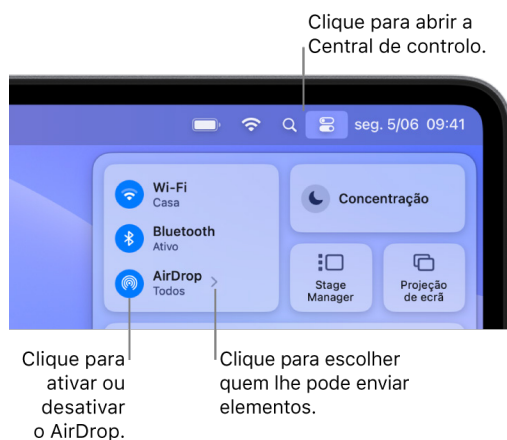 Clique para abrir a
Central de controlo.
seg. 5/06 09:41
Wi-Fi
Casa
Concentração
Bluetooth
Ativo
AirDrop
Todos
Stage
Manager
Projeção
de ecrã
Clique para
ativar ou
desativar
o AirDrop.
Clique para escolher
quem lhe pode enviar
elementos.